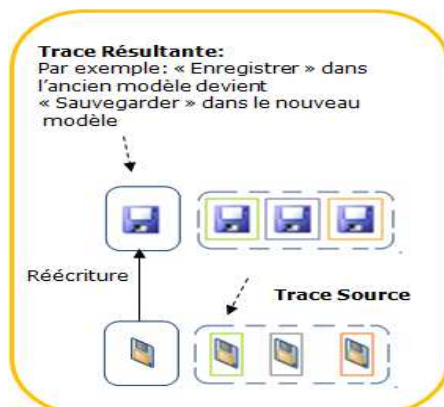 Trace Résultante:
Par exemple: « Enregistrer » dans
l’ancien modèle devient
« Sauvegarder » dans le nouveau
modèle
Réécriture
Trace Source